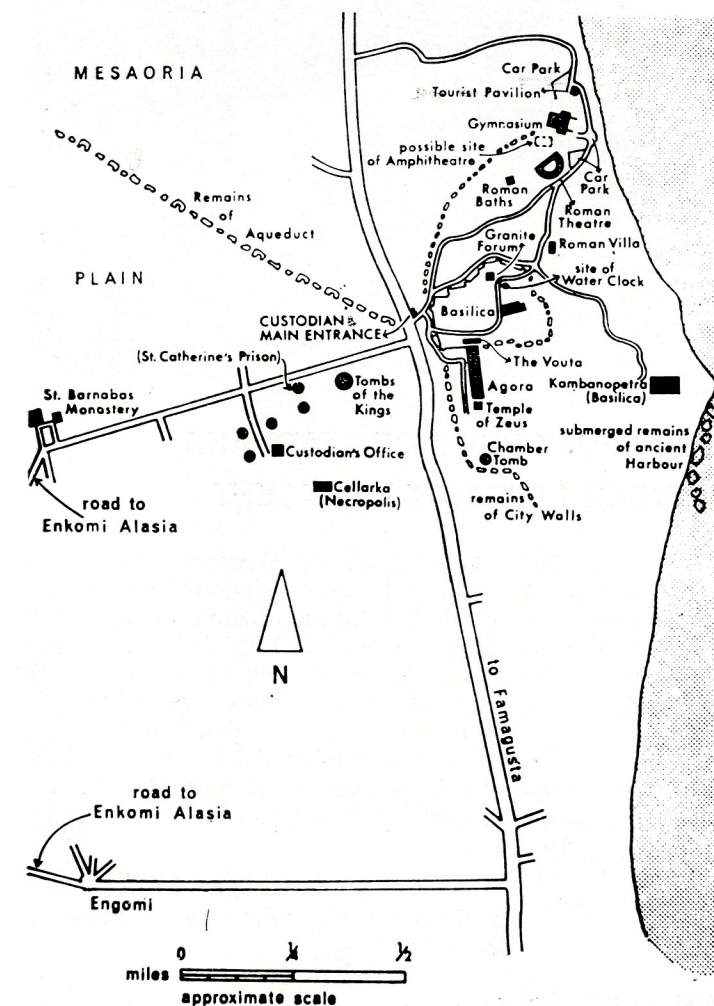 MESAORIA
Car Park
Tourist Pavilion
Gymnasium
possible site
of Amphitheatre
Car
Park
Roman
Baths
Roman
Theatre
Remains
of
Aqueduct
Granite
Forum
Roman Villa
site of
Water Clock
PLAIN
Basilica
CUSTODIAN &
MAIN ENTRANCE
(St. Catherine's Prison)
The Vouta
Tombs
of the
Kings
Agora
Kambanopetra
(Basilica)
St. Barnabas
Monastery
Temple
of Zeus
submerged remains
of ancient
Harbour
Custodian's Office
Chamber
Tomb
road to
Enkomi Alasia
Cellarka
(Necropolis)
remains
of City Walls
N
to Famagusta
road to
Enkomi Alasia
Engomi
0 ¼ ½
miles
approximate scale